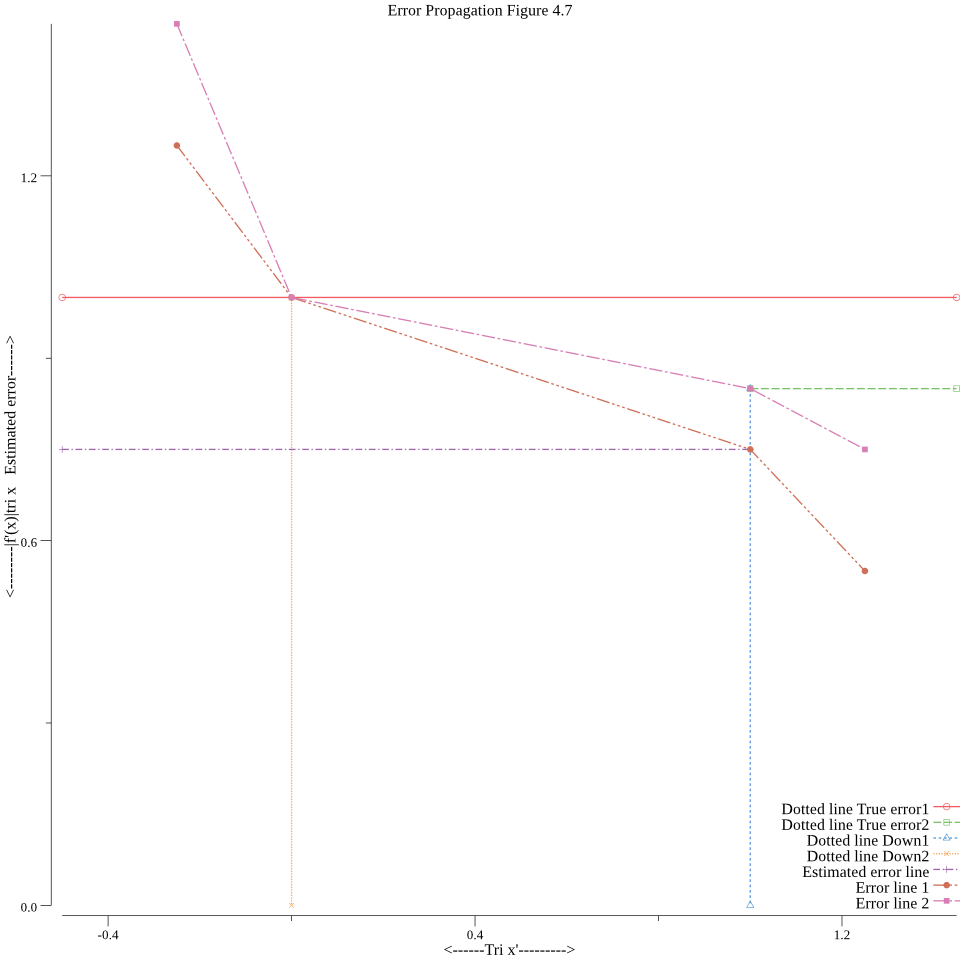 Error Propagation Figure 4.7
1.2
0.6
0.0
<--------|f'(x)|tri x   Estimated error------>
-0.4
0.4
1.2
<------Tri x'--------->
Dotted line True error1
Dotted line True error2
Dotted line Down1
Dotted line Down2
Estimated error line
Error line 1
Error line 2